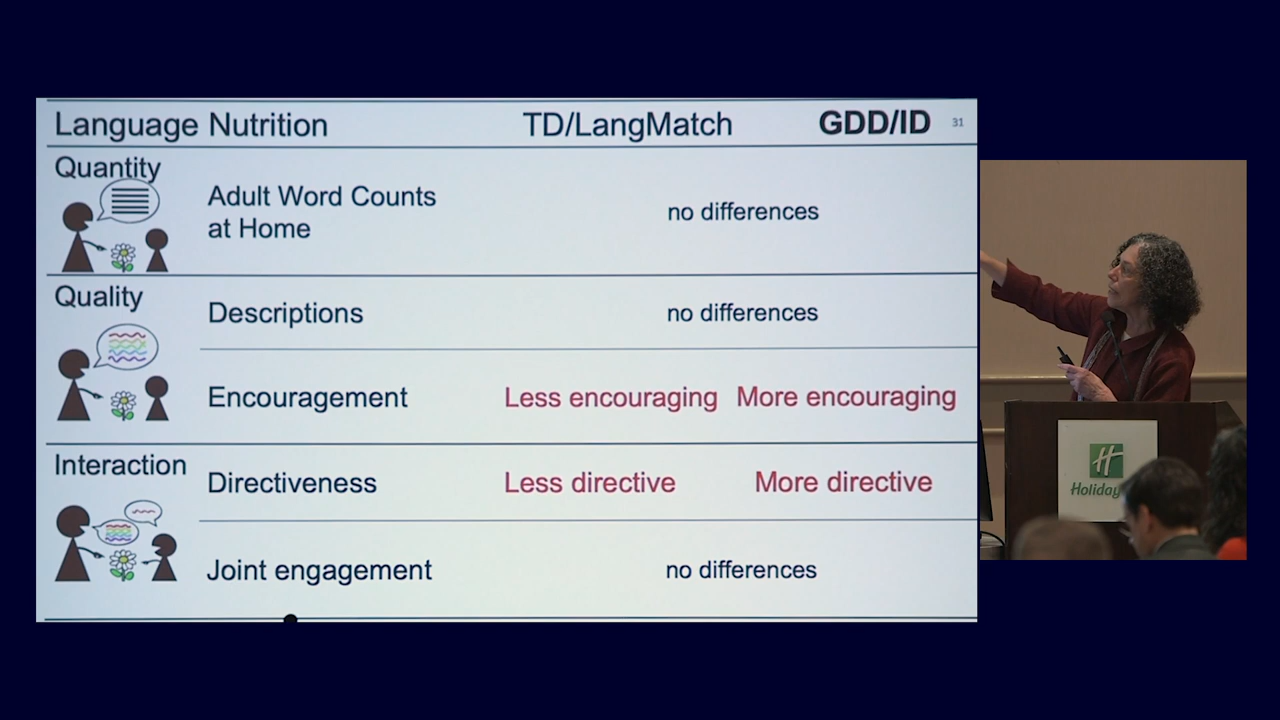 Language Nutrition TD/LangMatch GDD/ID 31
Quantity
Adult Word Counts
at Home
no differences
Quality
Descriptions no differences
Encouragement Less encouraging More encouraging
Interaction
Directiveness Less directive More directive
Joint engagement no differences
H
Holiday